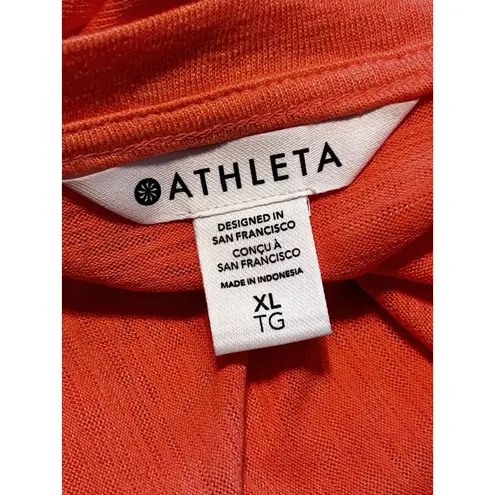 ATHLETA
DESIGNED IN
SAN FRANCISCO
CONÇU À
SAN FRANCISCO
MADE IN INDONESIA
XL
TG